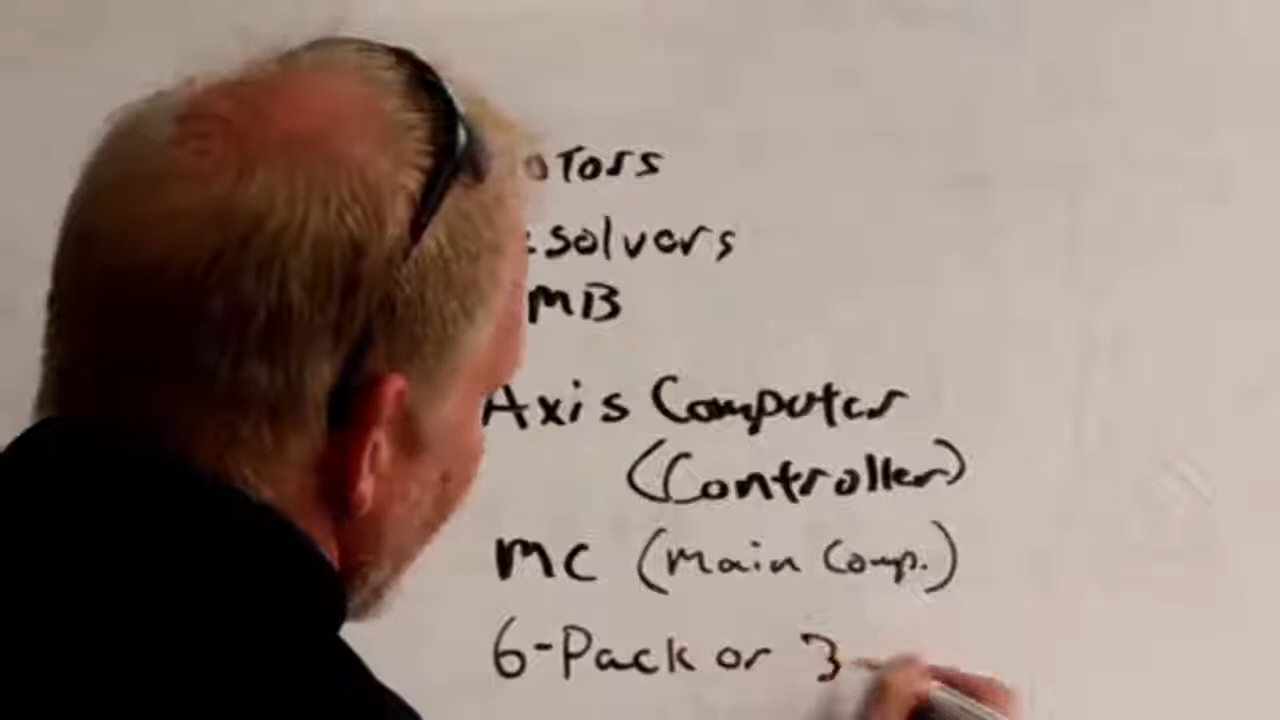 otors
solvers
MB
Axis Computer
(Controller)
MC (Main Comp.)
6-Pack or 3